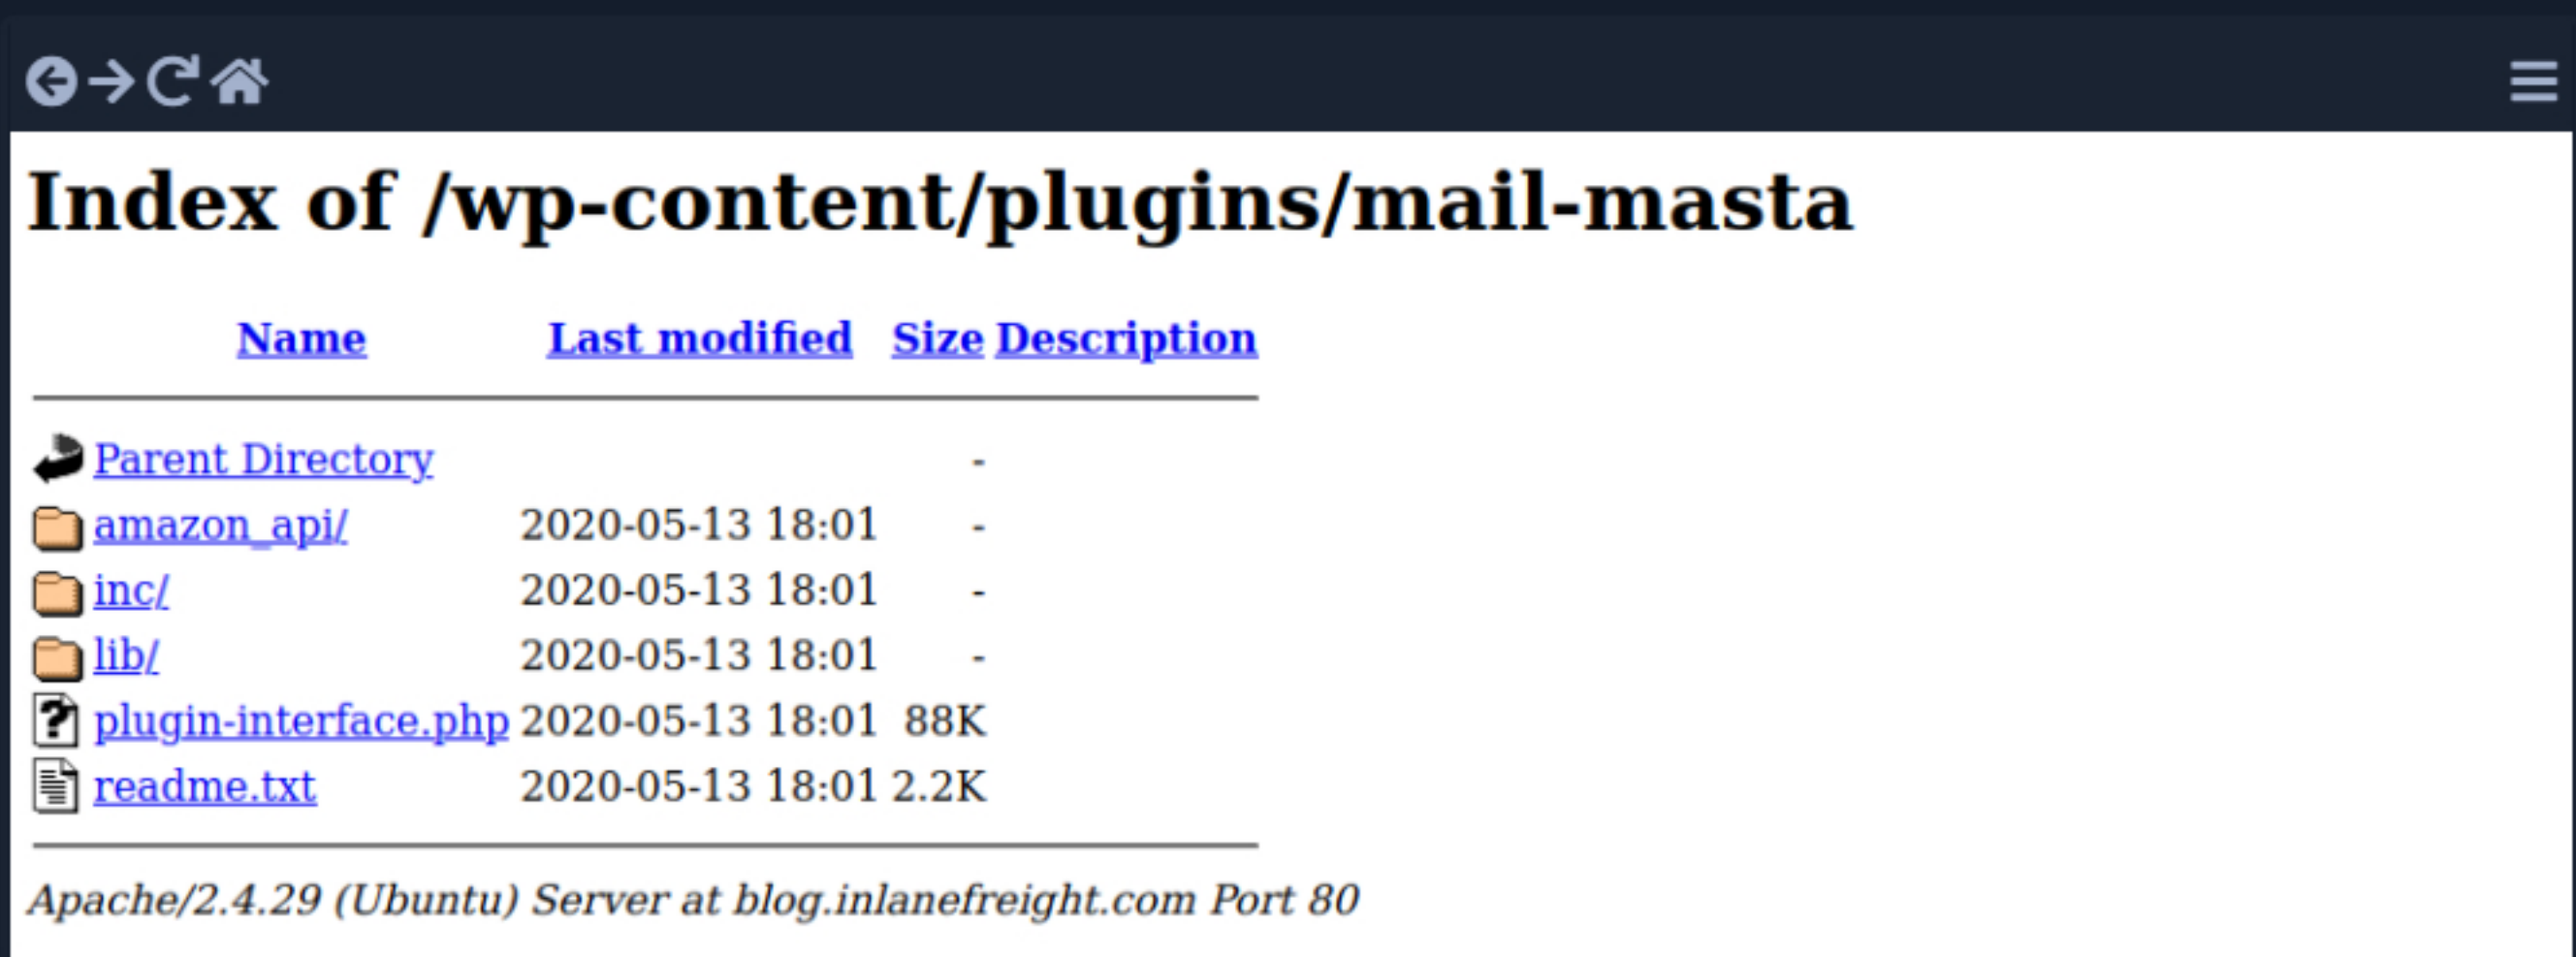 Index of /wp-content/plugins/mail-masta
Name Last modified Size Description
Parent Directory -
amazon_api/ 2020-05-13 18:01 -
inc/ 2020-05-13 18:01 -
lib/ 2020-05-13 18:01 -
plugin-interface.php 2020-05-13 18:01 88K
readme.txt 2020-05-13 18:01 2.2K
Apache/2.4.29 (Ubuntu) Server at blog.inlanefreight.com Port 80